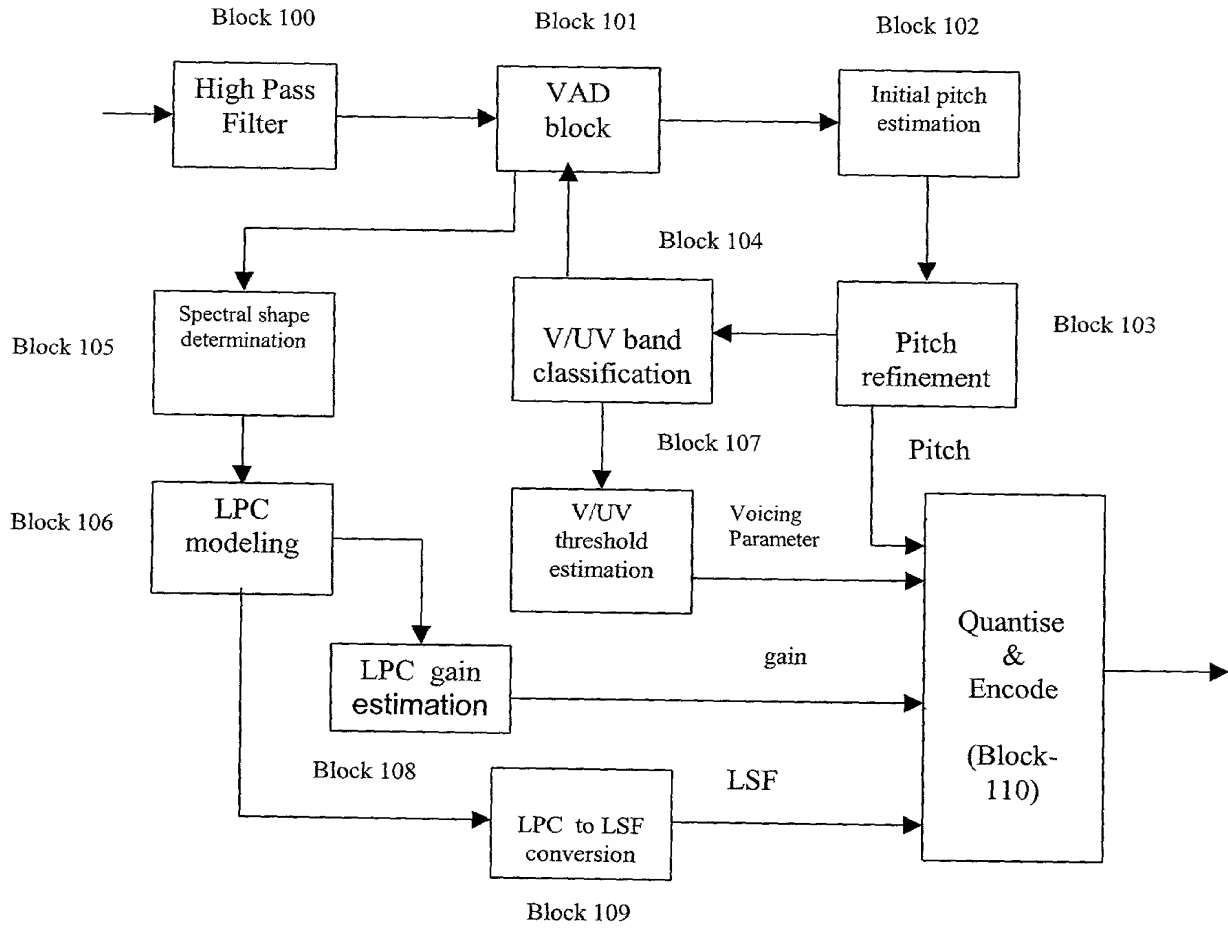 Block 100
Block 101
Block 102
High Pass
Filter
VAD
block
Initial pitch
estimation
Block 104
Spectral shape
determination
Block 105
V/UV band
classification
Pitch
refinement
Block 103
Block 107
Pitch
Block 106
LPC
modeling
V/UV
threshold
estimation
Voicing
Parameter
LPC gain
estimation
gain
Quantise
&
Encode
(Block-
110)
Block 108
LPC to LSF
conversion
LSF
Block 109